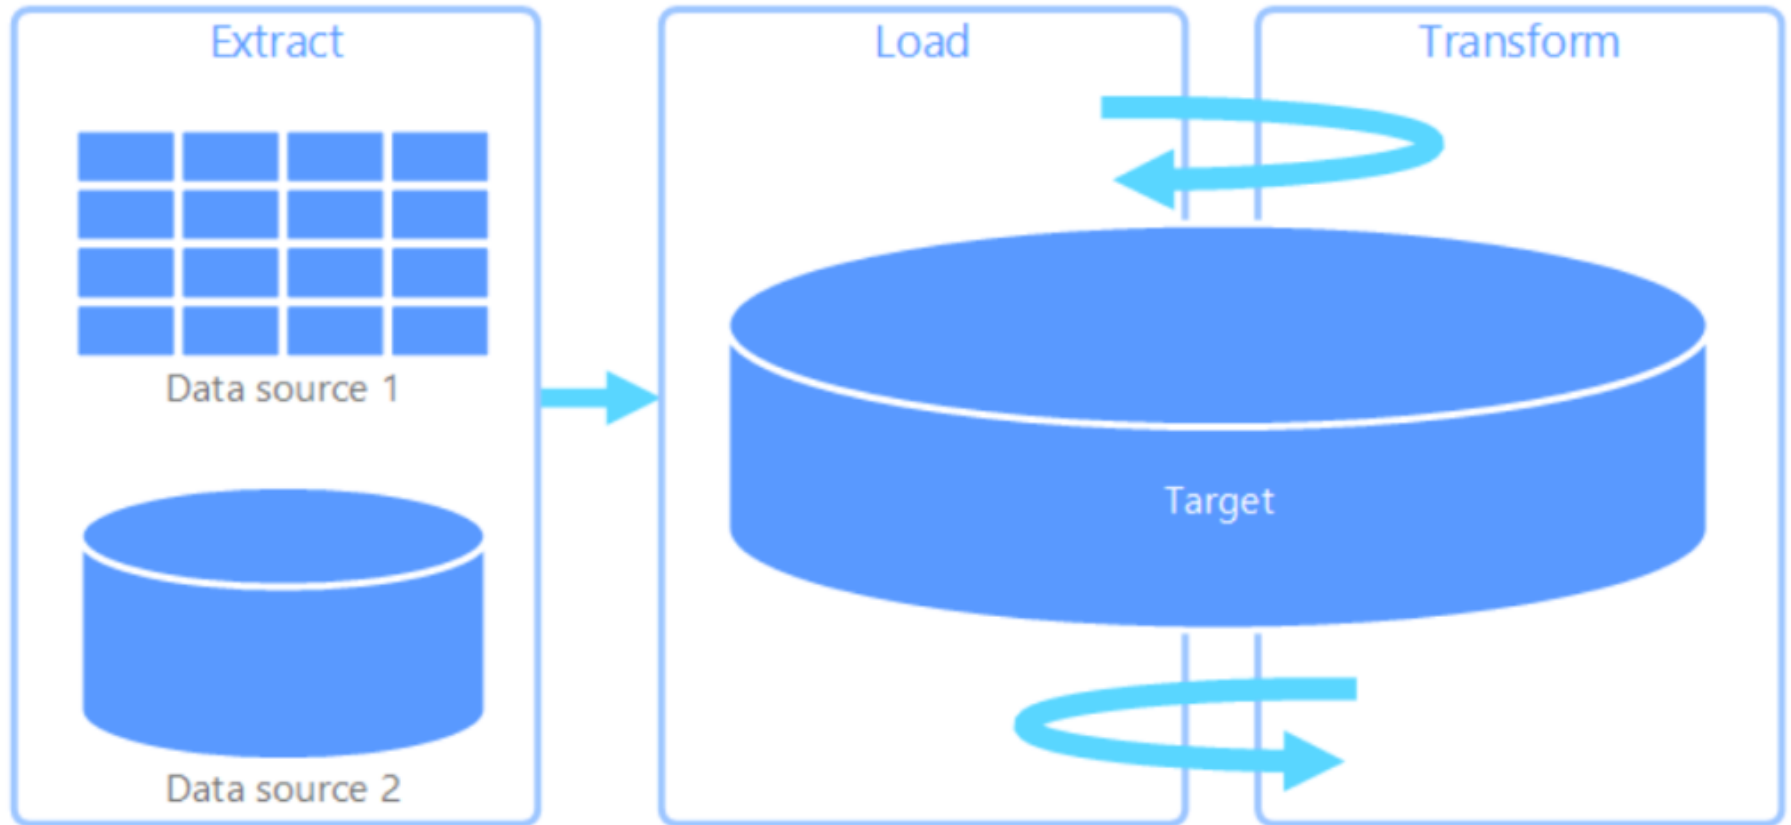 Extract
Data source 1
Data source 2
Load
Transform
Target